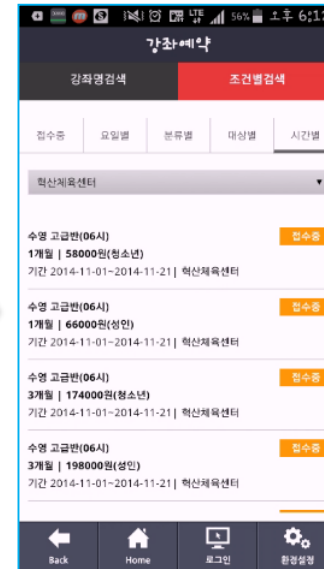 LTE 56% 오후 6:12
강좌예약
강좌명검색 조건별검색
접수중 요일별 분류별 대상별 시간별
혁산체육센터
수영 고급반(06시) 접수중
1개월 | 58000원(청소년)
기간 2014-11-01~2014-11-21| 혁산체육센터
수영 고급반(06시) 접수중
1개월 | 66000원(성인)
기간 2014-11-01~2014-11-21| 혁산체육센터
수영 고급반(06시) 접수중
3개월 | 174000원(청소년)
기간 2014-11-01~2014-11-21| 혁산체육센터
수영 고급반(06시) 접수중
3개월 | 198000원(성인)
기간 2014-11-01~2014-11-21| 혁산체육센터
Back Home 로그인 환경설정